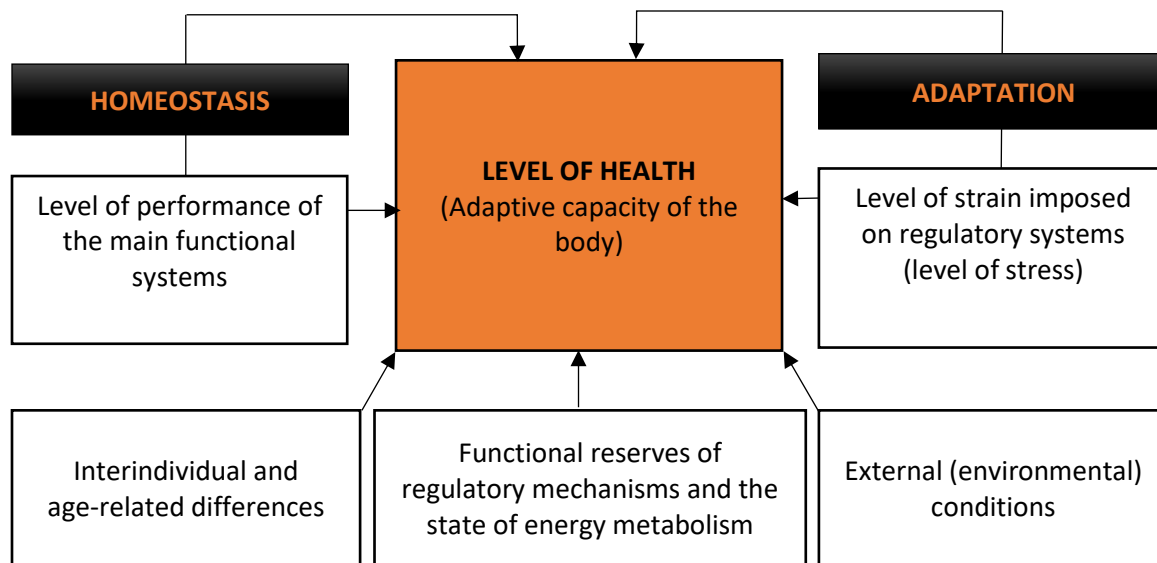 HOMEOSTASIS
ADAPTATION
LEVEL OF HEALTH
(Adaptive capacity of the
body)
Level of performance of
the main functional
systems
Level of strain imposed
on regulatory systems
(level of stress)
Interindividual and
age-related differences
Functional reserves of
regulatory mechanisms and the
state of energy metabolism
External (environmental)
conditions